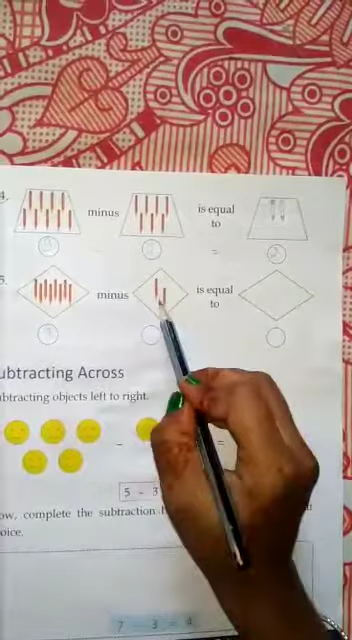 4.
minus
is equal
to
=
2
5.
minus
is equal
to
ubtracting Across
ubtracting objects left to right.
-
=
5 - 3
ow, complete the subtraction.
oice.
7 - 3 = 4